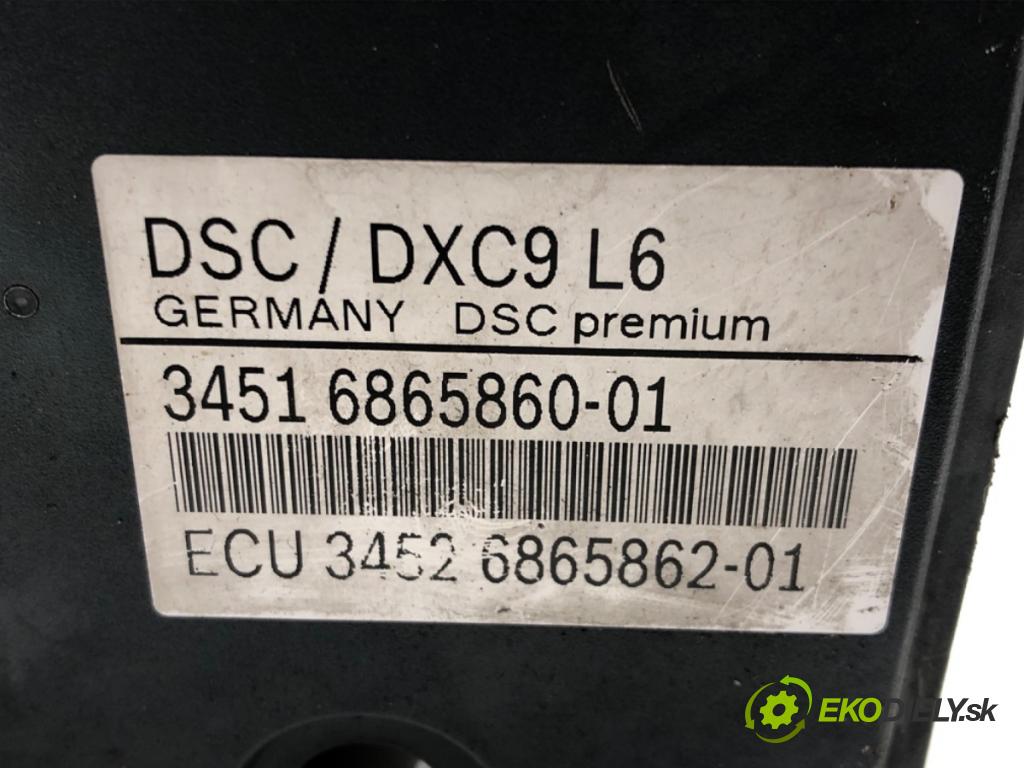 DSC / DXC9 L6
GERMANY DSC premium
3451 6865860-01
ECU 3452 6865862-01
EKODIELY.sk